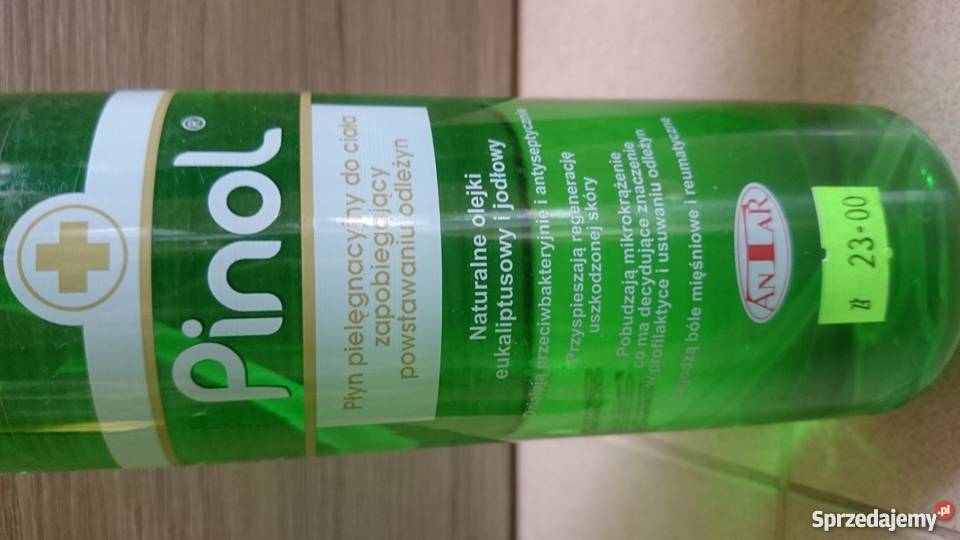 Pinol®
Płyn pielęgnacyjny do ciała
zapobiegający
powstawaniu odleżyn
Naturalne olejki
eukaliptusowy i jodłowy
przeciwbakteryjnie i antyseptycznie
Przyspieszają regenerację
uszkodzonej skóry
Pobudzają mikrokrążenie
co ma decydujące znaczenie
w profilaktyce i usuwaniu odleżyn
bóle mięśniowe i reumatyczne
ANTAR
zł 23-00
Sprzedajemy.pl